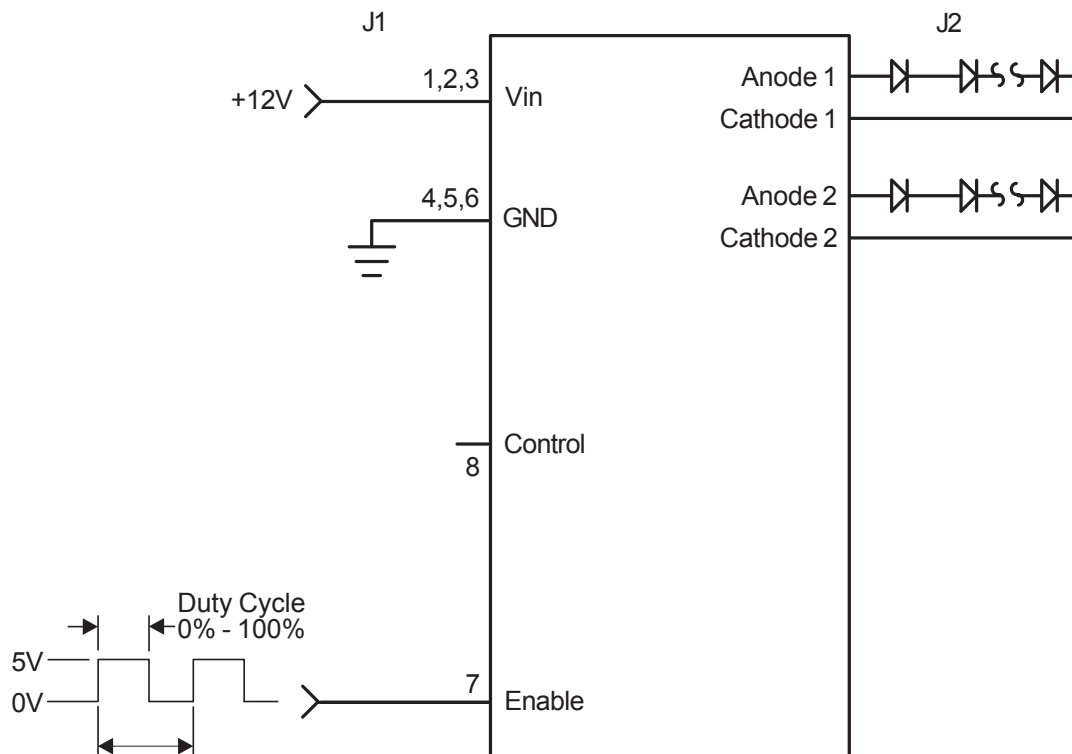 J1
J2
1,2,3
Anode 1
+12V
Vin
Cathode 1
4,5,6
GND
Anode 2
Cathode 2
Control
8
Duty Cycle
0% - 100%
5V
0V
7
Enable